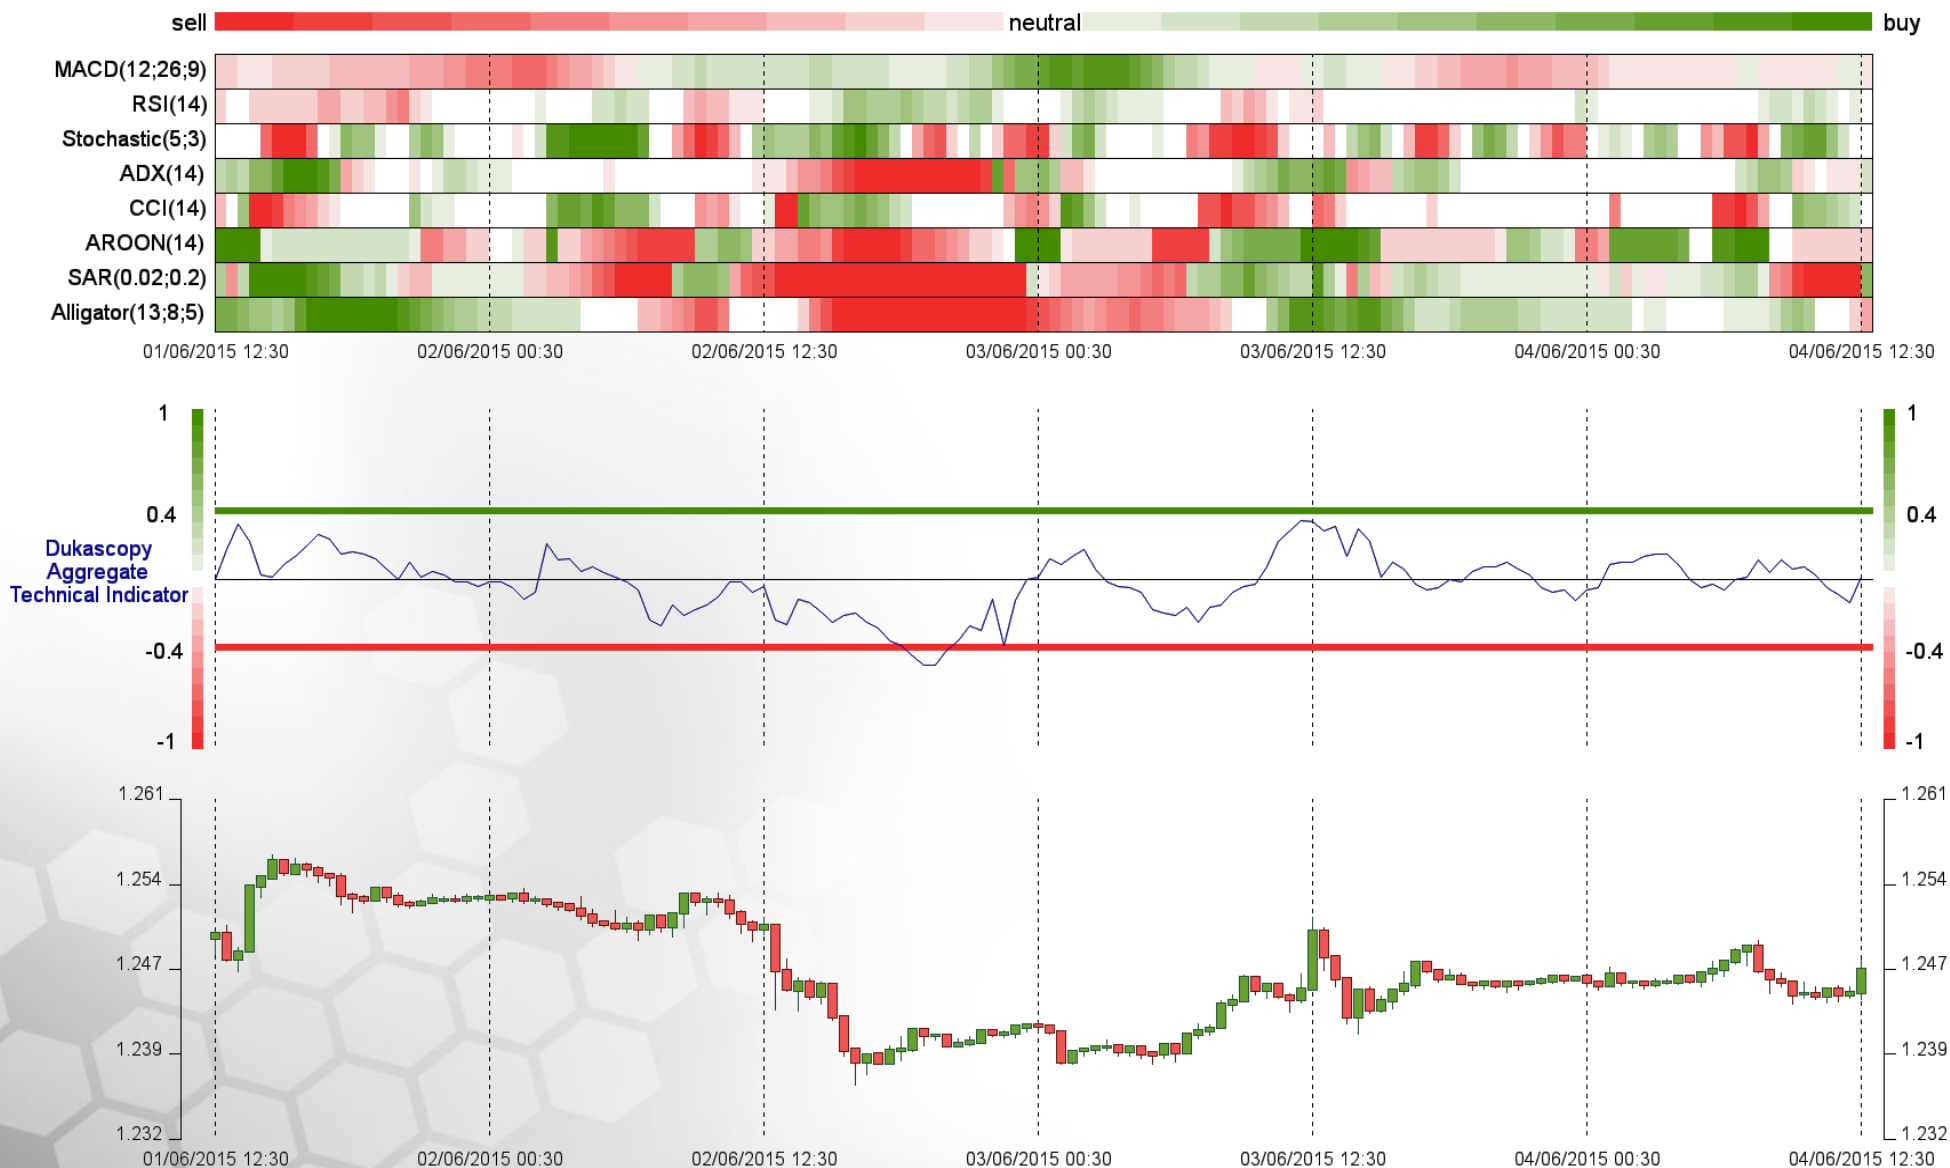 sell neutral buy
MACD(12;26;9)
RSI(14)
Stochastic(5;3)
ADX(14)
CCI(14)
AROON(14)
SAR(0.02;0.2)
Alligator(13;8;5)
01/06/2015 12:30 02/06/2015 00:30 02/06/2015 12:30 03/06/2015 00:30 03/06/2015 12:30 04/06/2015 00:30 04/06/2015 12:30
1 1
0.4 0.4
Dukascopy
Aggregate
Technical Indicator
-0.4 -0.4
-1 -1
1.261 1.261
1.254 1.254
1.247 1.247
1.239 1.239
1.232 1.232
01/06/2015 12:30 02/06/2015 00:30 02/06/2015 12:30 03/06/2015 00:30 03/06/2015 12:30 04/06/2015 00:30 04/06/2015 12:30